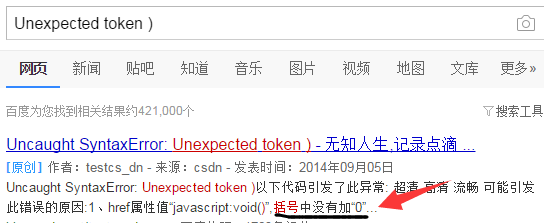 Unexpected token )
网页 新闻 贴吧 知道 音乐 图片 视频 地图 文库 更多»
百度为您找到相关结果约421,000个 搜索工具
Uncaught SyntaxError: Unexpected token ) - 无知人生,记录点滴 ...
[原创] 作者：testcs_dn - 来源：csdn - 发表时间：2014年09月05日
Uncaught SyntaxError: Unexpected token )以下代码引发了此异常: 超清 高清 流畅 可能引发
此错误的原因:1、href属性值“javascript:void()”,括号中没有加“0”...